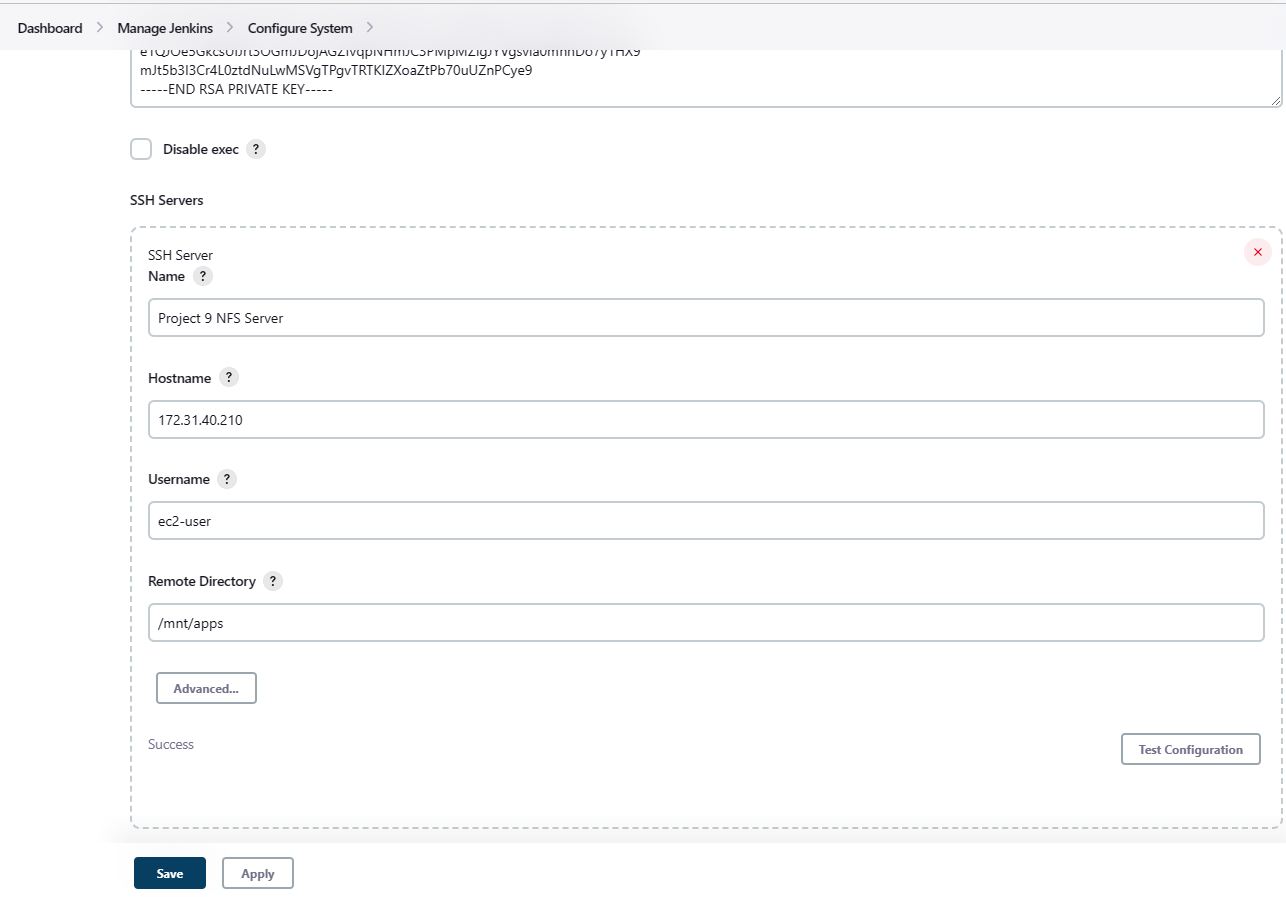 Dashboard > Manage Jenkins > Configure System >
-----END RSA PRIVATE KEY-----
Disable exec ?
SSH Servers
SSH Server
Name ?
Project 9 NFS Server
Hostname ?
172.31.40.210
Username ?
ec2-user
Remote Directory ?
/mnt/apps
Advanced...
Success
Test Configuration
Save
Apply